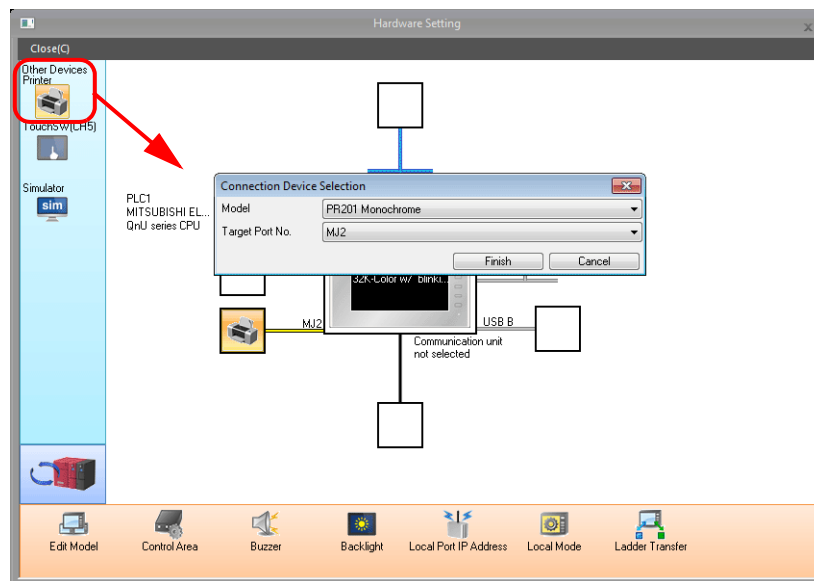 Hardware Setting
x
Close(C)
Other Devices
Printer
TouchSW(CH5)
Simulator
sim
PLC1
MITSUBISHI EL...
QnU series CPU
Connection Device Selection
Model
PR201 Monochrome
Target Port No.
MJ2
Finish
Cancel
32K-Color w/ blinki...
MJ2
USB B
Communication unit
not selected
Edit Model
Control Area
Buzzer
Backlight
Local Port IP Address
Local Mode
Ladder Transfer